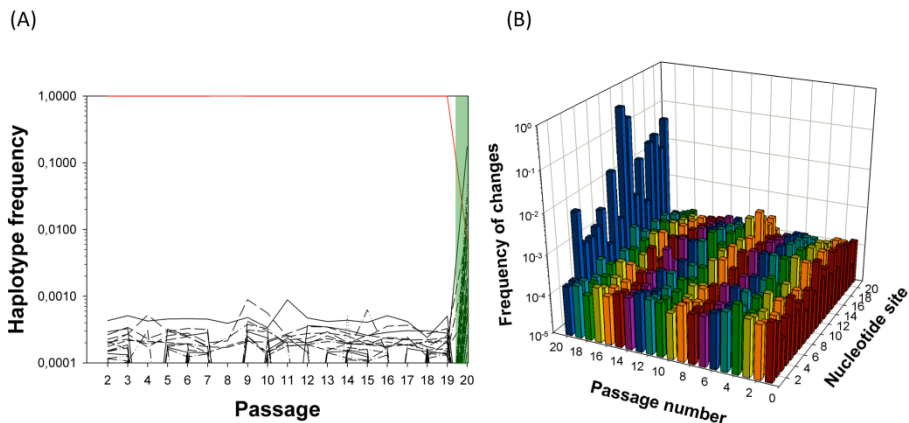 (A)
(B)
Haplotype frequency
1,0000
0,1000
0,0100
0,0010
0,0001
2 3 4 5 6 7 8 9 10 11 12 13 14 15 16 17 18 19 20
Passage
Frequency of changes
10^0
10^-1
10^-2
10^-3
10^-4
10^-5
20 18 16 14 12 10 8 6 4 2 0
Passage number
2 4 6 8 10 12 14 16 18 20
Nucleotide site